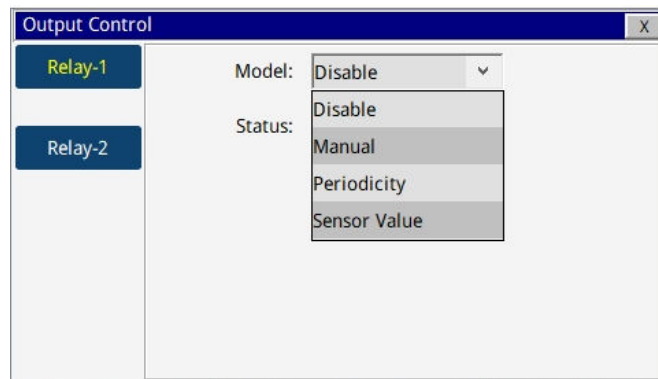 Output Control X
Relay-1
Model: Disable
Disable
Status:
Manual
Relay-2
Periodicity
Sensor Value